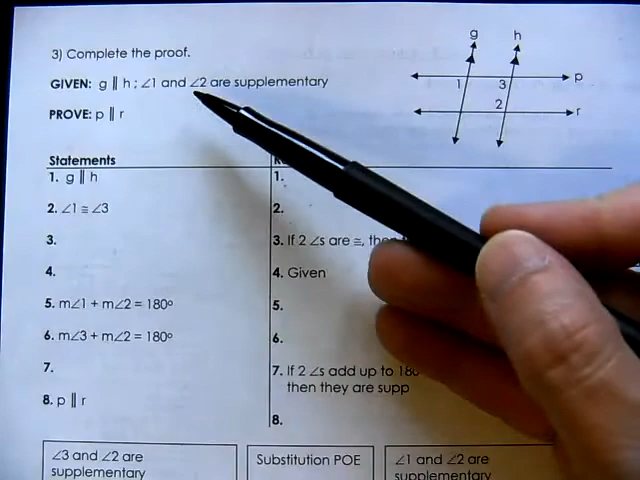 3) Complete the proof.
GIVEN: g ∥ h ; ∠1 and ∠2 are supplementary
PROVE: p ∥ r
g h
p
1 3
2
r
Statements
1. g ∥ h
1.
2. ∠1 ≅ ∠3
2.
3.
3. If 2 ∠s are ≅, then
4.
4. Given
5. m∠1 + m∠2 = 180º
5.
6. m∠3 + m∠2 = 180º
6.
7.
7. If 2 ∠s add up to 180
then they are supp
8. p ∥ r
8.
∠3 and ∠2 are
supplementary
Substitution POE
∠1 and ∠2 are
supplementary